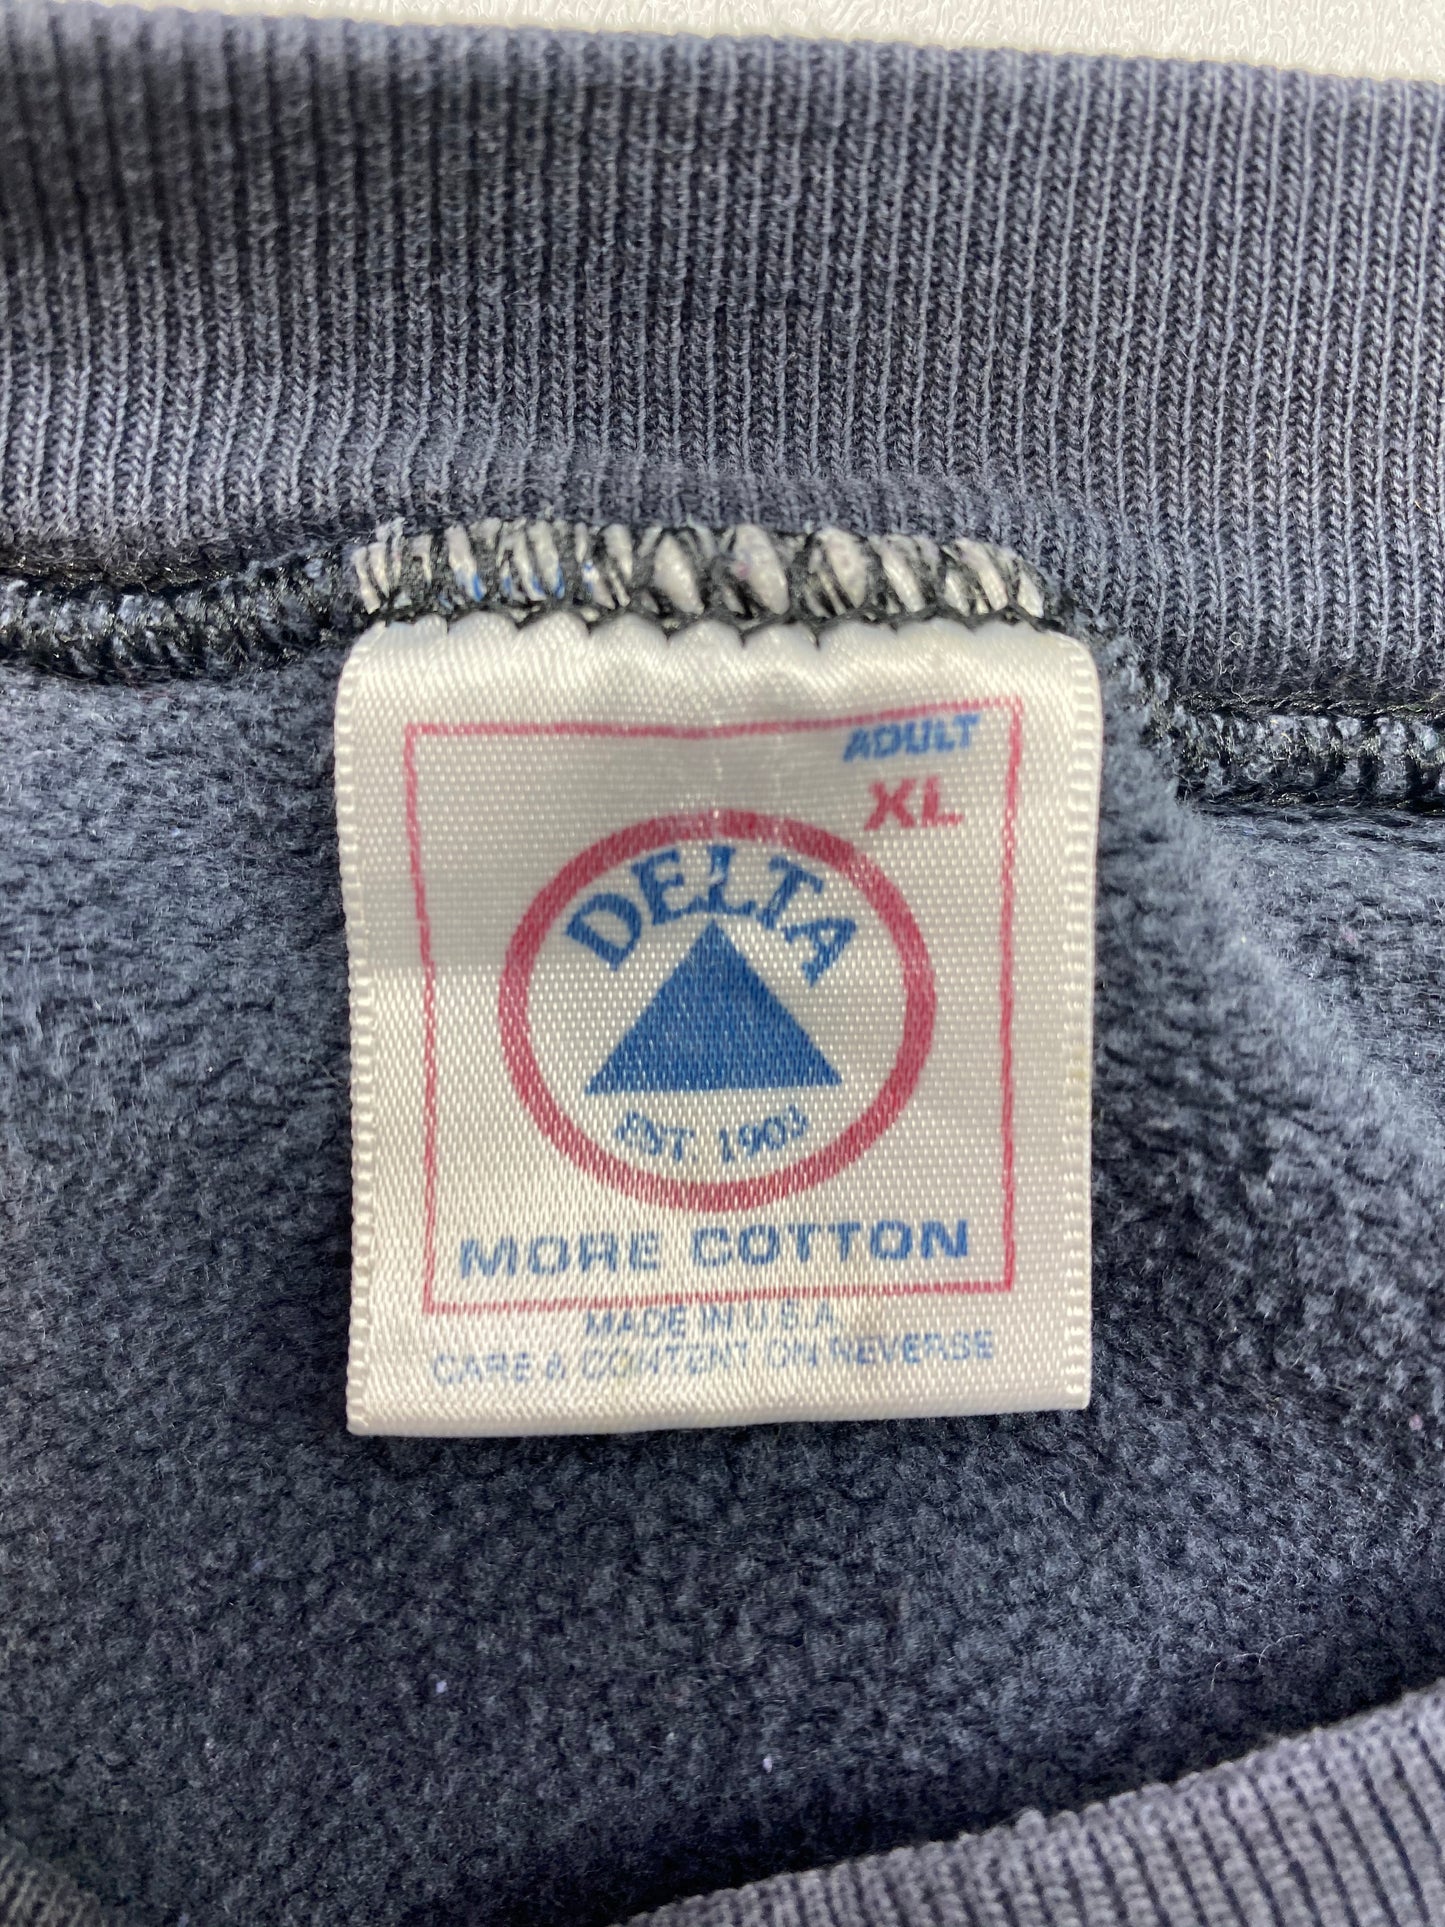 ADULT
XL
DELTA
EST. 1903
MORE COTTON
MADE IN U.S.A.
CARE & CONTENT ON REVERSE